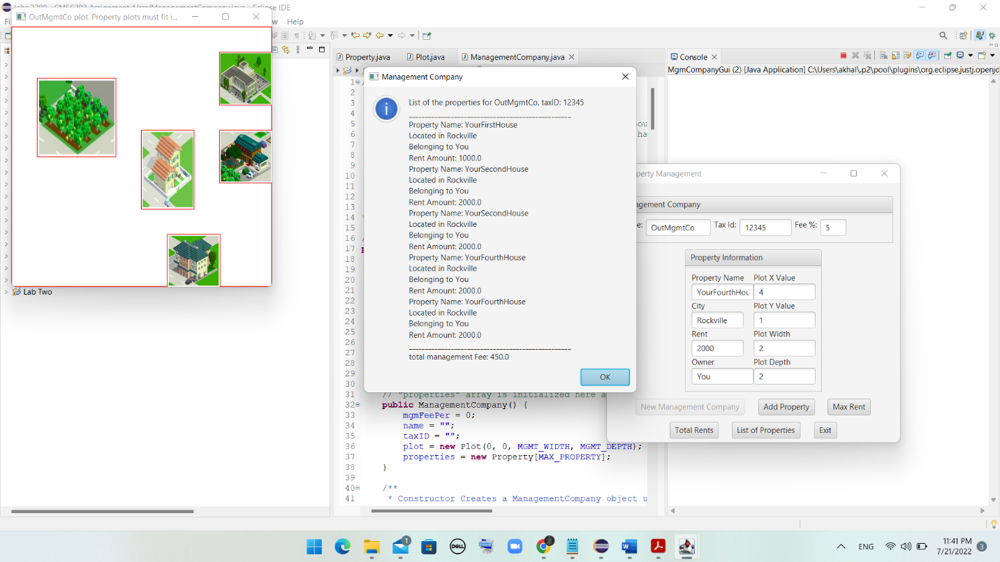 OutMgmtCo plot. Property plots must fit i...
Eclipse IDE
Help
Lab Two
Property.java
Plot.java
ManagementCompany.java
Console
MgmCompanyGui (2) [Java Application] C:\Users\akhal\.p2\pool\plugins\org.eclipse.justj.openjd
Management Company
List of the properties for OutMgmtCo, taxID: 12345
______________________________________________________
Property Name: YourFirstHouse
Located in Rockville
Belonging to You
Rent Amount: 1000.0
Property Name: YourSecondHouse
Located in Rockville
Belonging to You
Rent Amount: 2000.0
Property Name: YourSecondHouse
Located in Rockville
Belonging to You
Rent Amount: 2000.0
Property Name: YourFourthHouse
Located in Rockville
Belonging to You
Rent Amount: 2000.0
Property Name: YourFourthHouse
Located in Rockville
Belonging to You
Rent Amount: 2000.0
______________________________________________________
total management Fee: 450.0
OK
1
2
3
4
5
6
7
8
9
10
11
12
13
14
15
16
17
18
19
20
21
22
23
24
25
26
27
28
29
30
31 // "properties" array is initialized here a
32 public ManagementCompany() {
33 mgmFeePer = 0;
34 name = "";
35 taxID = "";
36 plot = new Plot(0, 0, MGMT_WIDTH, MGMT_DEPTH);
37 properties = new Property[MAX_PROPERTY];
38 }
39
40 /**
41 * Constructor Creates a ManagementCompany object u
perty Management
agement Company
e: OutMgmtCo Tax Id: 12345 Fee %: 5
Property Information
Property Name Plot X Value
YourFourthHou 4
City Plot Y Value
Rockville 1
Rent Plot Width
2000 2
Owner Plot Depth
You 2
New Management Company Add Property Max Rent
Total Rents List of Properties Exit
1
DELL
ENG
11:41 PM
7/21/2022
3